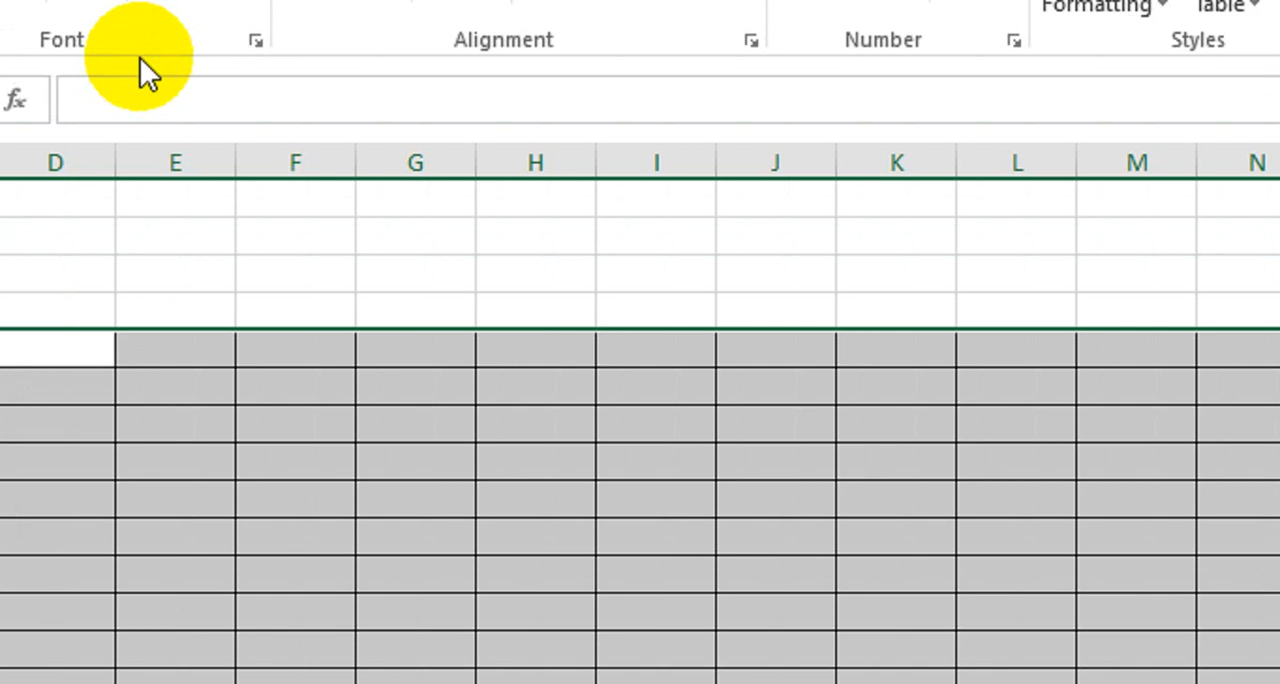 Formatting Table
Font Alignment Number Styles
fx
D E F G H I J K L M N